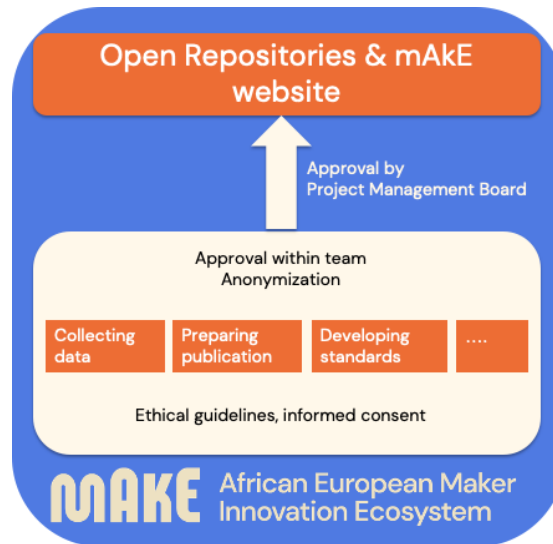 Open Repositories & mAkE
website
Approval by
Project Management Board
Approval within team
Anonymization
Collecting
data
Preparing
publication
Developing
standards
....
Ethical guidelines, informed consent
mAKE
African European Maker
Innovation Ecosystem